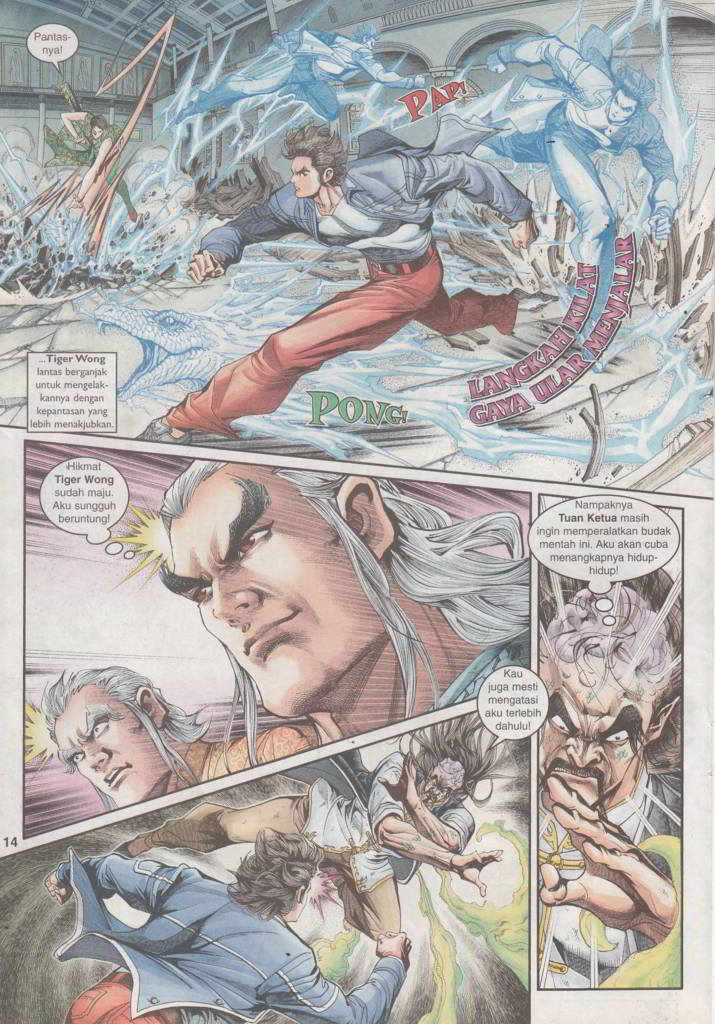 Pantas-
nya!
PAP!
LANGKAH KILAT
GAYA ULAR MENJALAR
...Tiger Wong
lantas berganjak
untuk mengelak-
kannya dengan
kepantasan yang
lebih menakjubkan.
PONG!
Hikmat
Tiger Wong
sudah maju.
Aku sungguh
beruntung!
Nampaknya
Tuan Ketua masih
ingin memperalatkan budak
mentah ini. Aku akan cuba
menangkapnya hidup-
hidup!
Kau
juga mesti
mengatasi
aku terlebih
dahulu!
14